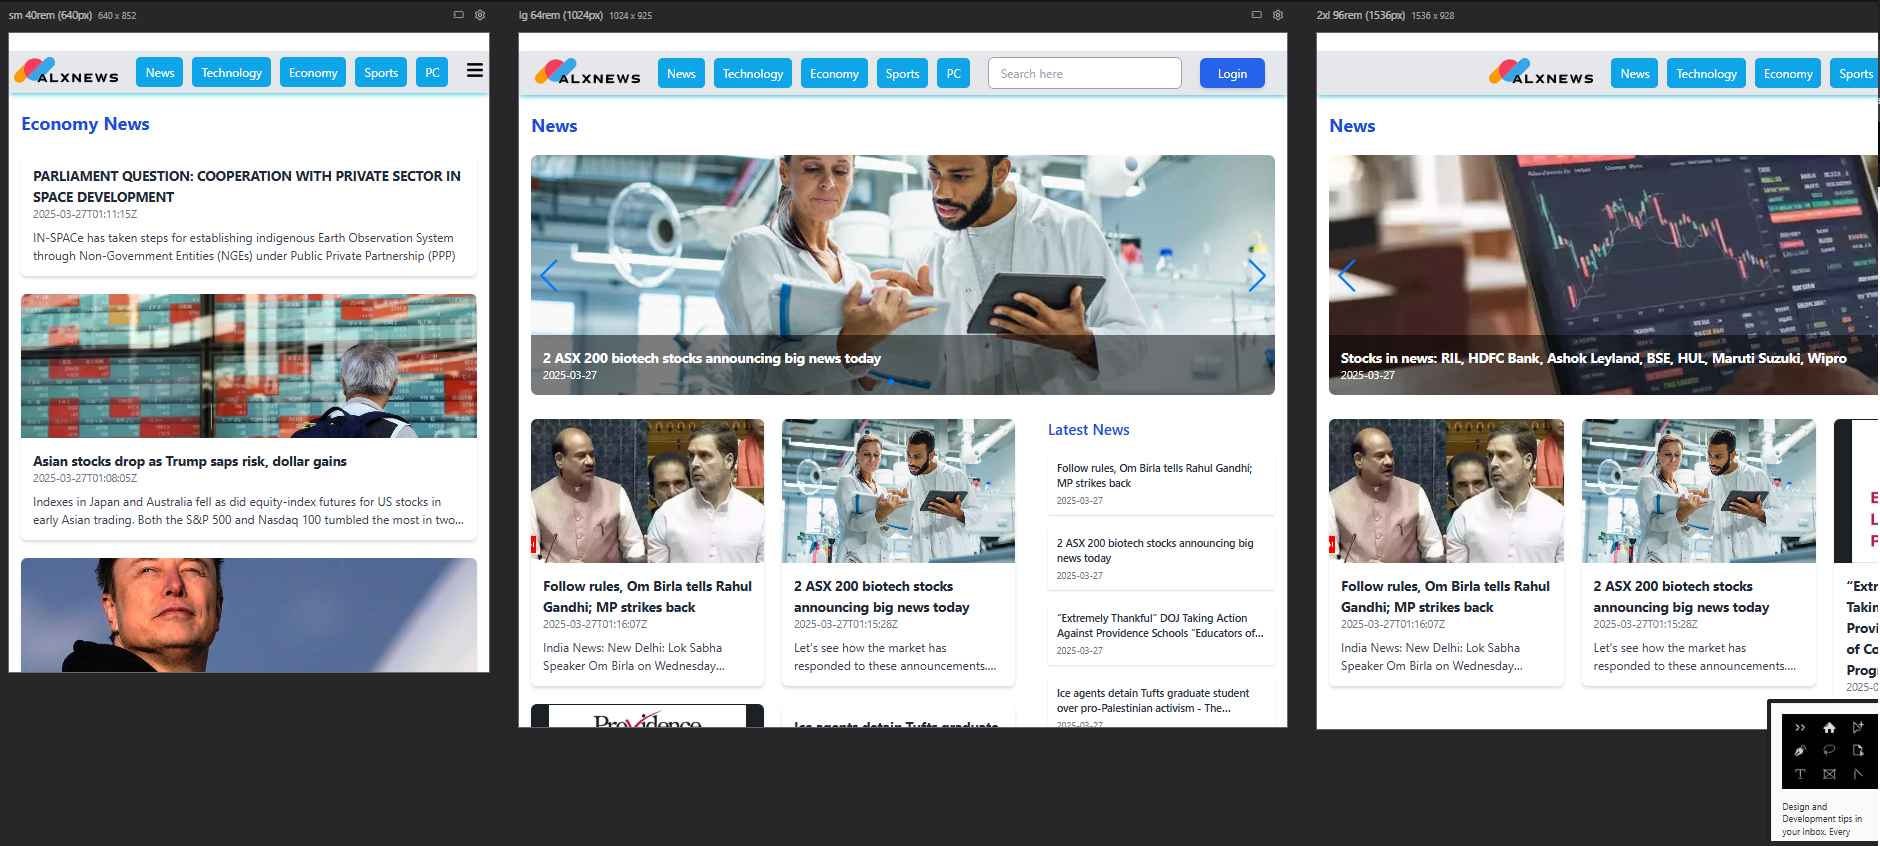 sm 40rem (640px) 640 x 852
ALXNEWS
News Technology Economy Sports PC
Economy News
PARLIAMENT QUESTION: COOPERATION WITH PRIVATE SECTOR IN
SPACE DEVELOPMENT
2025-03-27T01:11:15Z
IN-SPACe has taken steps for establishing indigenous Earth Observation System
through Non-Government Entities (NGEs) under Public Private Partnership (PPP)
Asian stocks drop as Trump saps risk, dollar gains
2025-03-27T01:08:05Z
Indexes in Japan and Australia fell as did equity-index futures for US stocks in
early Asian trading. Both the S&P 500 and Nasdaq 100 tumbled the most in two...
lg 64rem (1024px) 1024 x 925
ALXNEWS
News Technology Economy Sports PC Search here Login
News
2 ASX 200 biotech stocks announcing big news today
2025-03-27
Follow rules, Om Birla tells Rahul
Gandhi; MP strikes back
2025-03-27T01:16:07Z
India News: New Delhi: Lok Sabha
Speaker Om Birla on Wednesday...
Providence
2 ASX 200 biotech stocks
announcing big news today
2025-03-27T01:15:28Z
Let's see how the market has
responded to these announcements....
Ice agents detain Tufts graduate
Latest News
Follow rules, Om Birla tells Rahul Gandhi;
MP strikes back
2025-03-27
2 ASX 200 biotech stocks announcing big
news today
2025-03-27
“Extremely Thankful” DOJ Taking Action
Against Providence Schools “Educators of...
2025-03-27
Ice agents detain Tufts graduate student
over pro-Palestinian activism - The...
2025-03-27
2xl 96rem (1536px) 1536 x 928
ALXNEWS
News Technology Economy Sports
News
Stocks in news: RIL, HDFC Bank, Ashok Leyland, BSE, HUL, Maruti Suzuki, Wipro
2025-03-27
Follow rules, Om Birla tells Rahul
Gandhi; MP strikes back
2025-03-27T01:16:07Z
India News: New Delhi: Lok Sabha
Speaker Om Birla on Wednesday...
2 ASX 200 biotech stocks
announcing big news today
2025-03-27T01:15:28Z
Let's see how the market has
responded to these announcements....
E
L
P
“Extr
Takin
Provi
of Co
Prog
2025-0
Design and
Development tips in
your inbox. Every